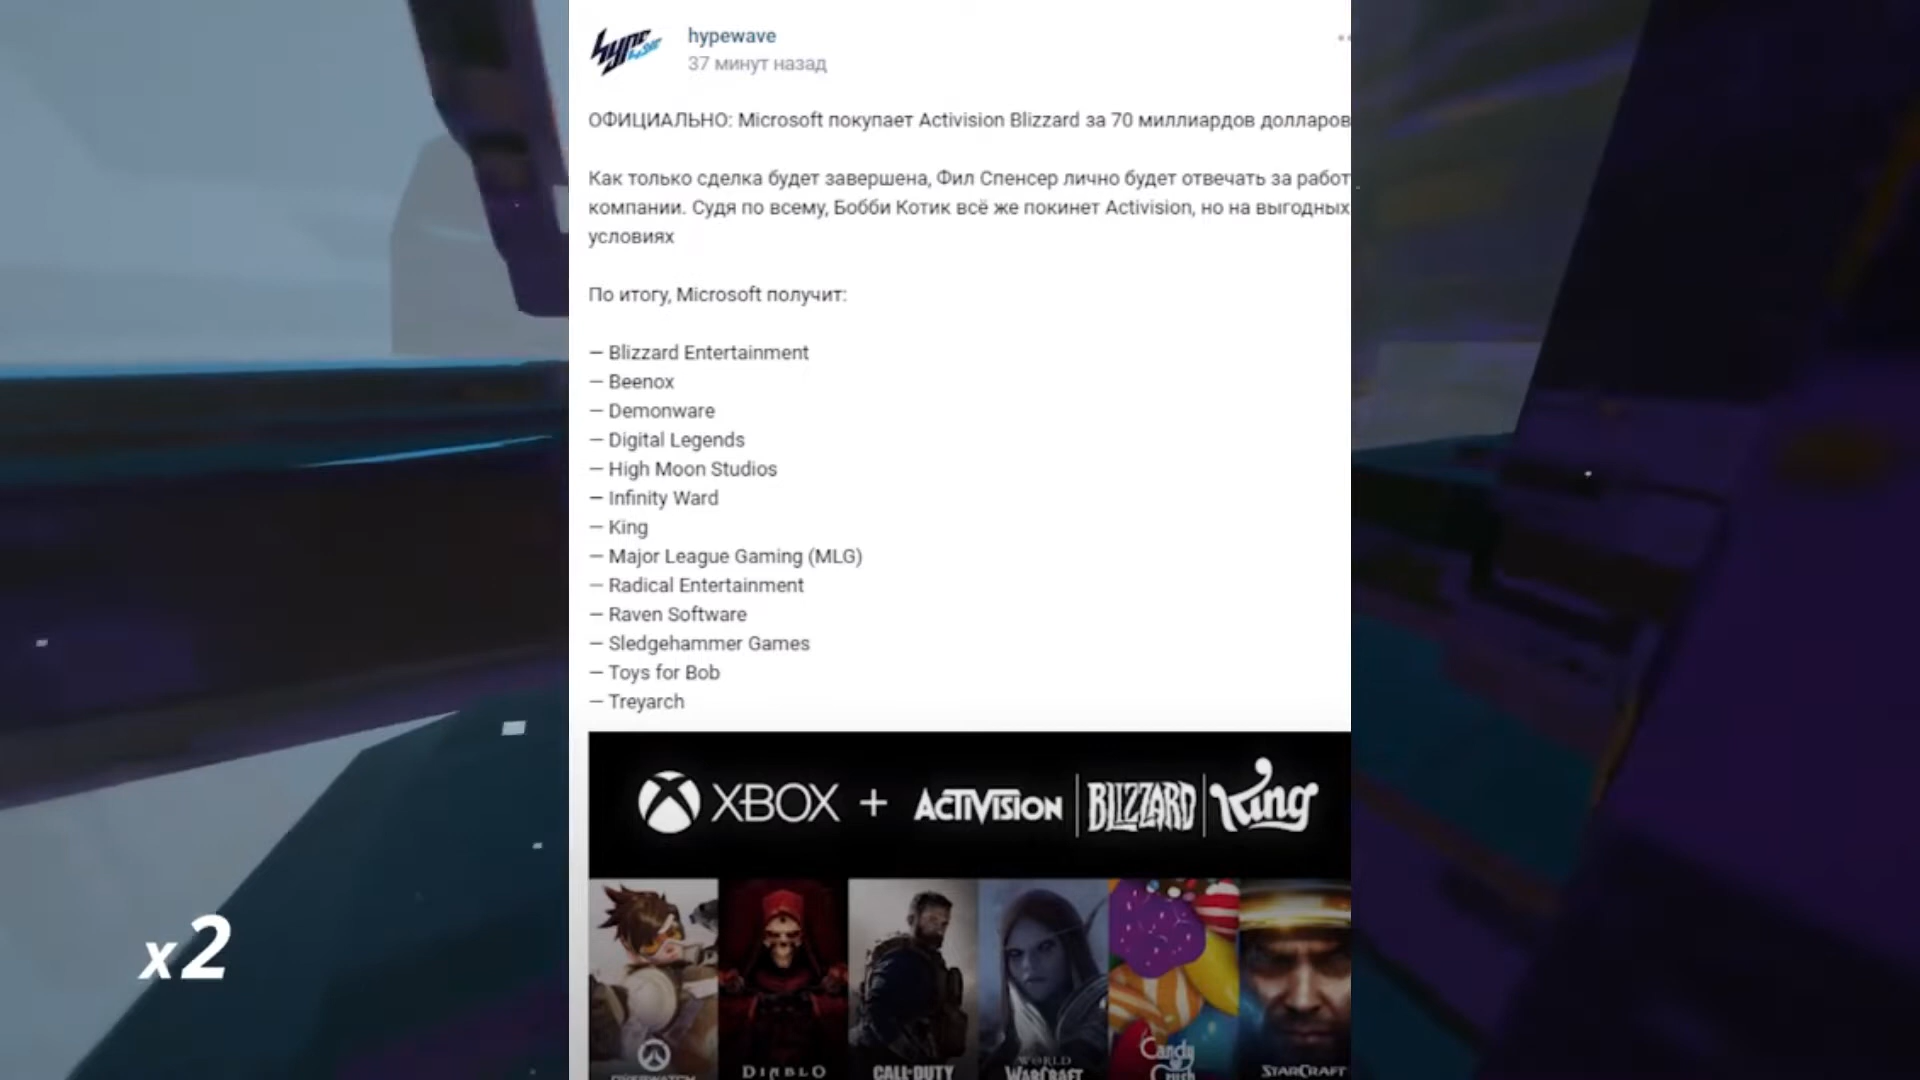 hypewave
37 минут назад
ОФИЦИАЛЬНО: Microsoft покупает Activision Blizzard за 70 миллиардов долларов
Как только сделка будет завершена, Фил Спенсер лично будет отвечать за работ
компании. Судя по всему, Бобби Котик всё же покинет Activision, но на выгодных
условиях
По итогу, Microsoft получит:
— Blizzard Entertainment
— Beenox
— Demonware
— Digital Legends
— High Moon Studios
— Infinity Ward
— King
— Major League Gaming (MLG)
— Radical Entertainment
— Raven Software
— Sledgehammer Games
— Toys for Bob
— Treyarch
XBOX + ACTIVISION | BLIZZARD | King
OVERWATCH DIABLO CALL·DUTY WORLD WARCRAFT Candy Crush STARCRAFT
x2